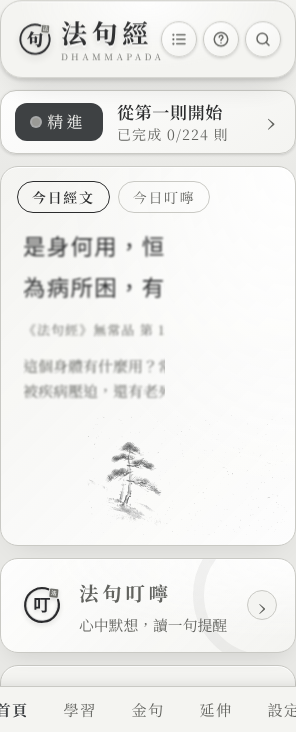 句
法句經
DHAMMAPADA
精進
從第一則開始
已完成 0/224 則
今日經文
今日叮嚀
是身何用，恒
為病所困，有
《法句經》無常品 第 1
這個身體有什麼用？常
被疾病壓迫，還有老死
叮
法句叮嚀
心中默想，讀一句提醒
首頁
學習
金句
延伸
設定